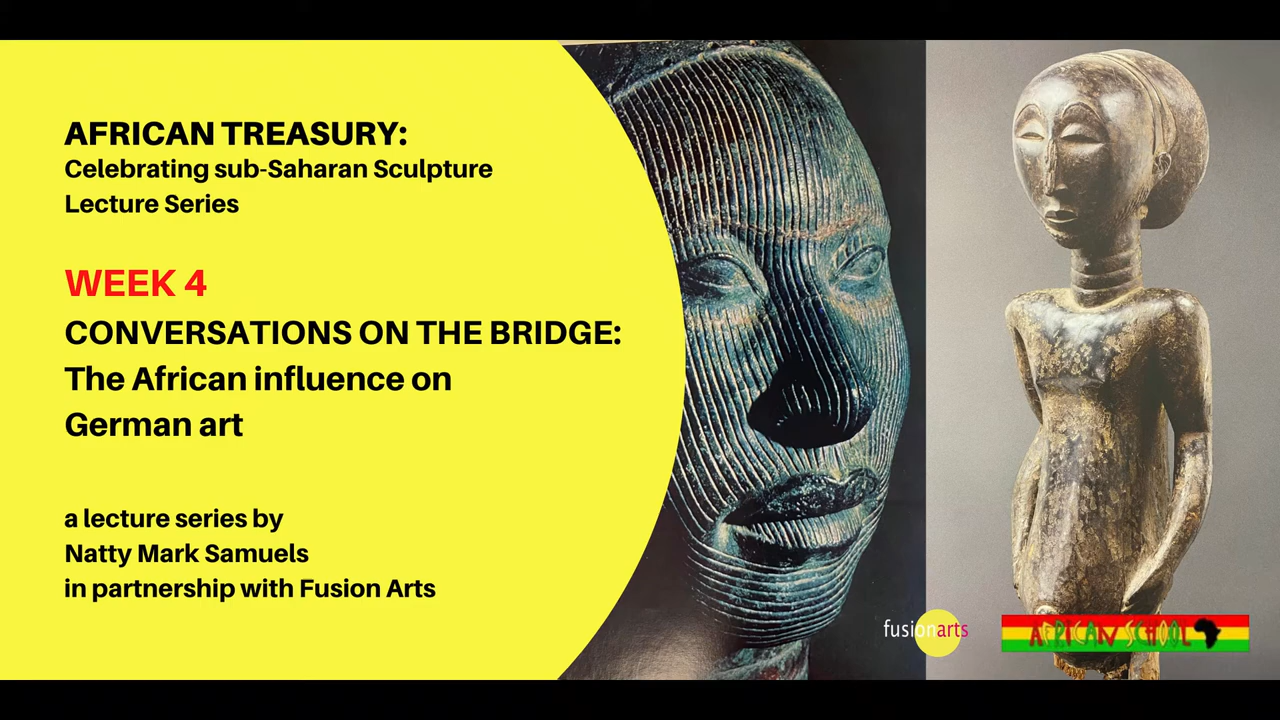 AFRICAN TREASURY:
Celebrating sub-Saharan Sculpture
Lecture Series
WEEK 4
CONVERSATIONS ON THE BRIDGE:
The African influence on
German art
a lecture series by
Natty Mark Samuels
in partnership with Fusion Arts
fusionarts
AFRICAN SCHOOL